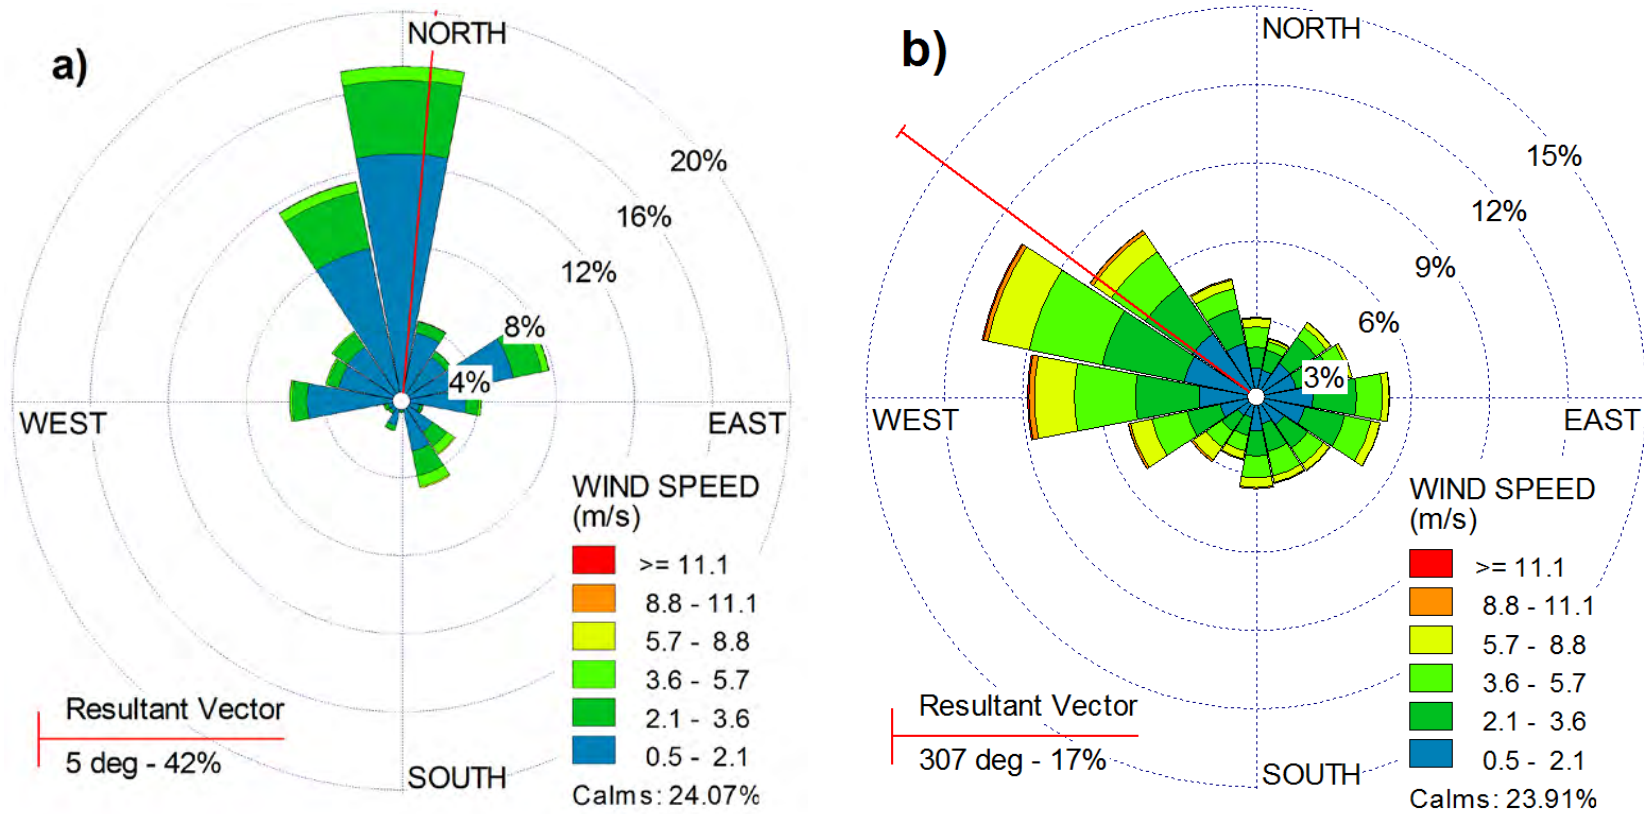 a)
NORTH
20%
16%
12%
8%
4%
WEST
EAST
WIND SPEED
(m/s)
>= 11.1
8.8 - 11.1
5.7 - 8.8
3.6 - 5.7
2.1 - 3.6
0.5 - 2.1
Resultant Vector
5 deg - 42%
SOUTH
Calms: 24.07%
b)
NORTH
15%
12%
9%
6%
3%
WEST
EAST
WIND SPEED
(m/s)
>= 11.1
8.8 - 11.1
5.7 - 8.8
3.6 - 5.7
2.1 - 3.6
0.5 - 2.1
Resultant Vector
307 deg - 17%
SOUTH
Calms: 23.91%